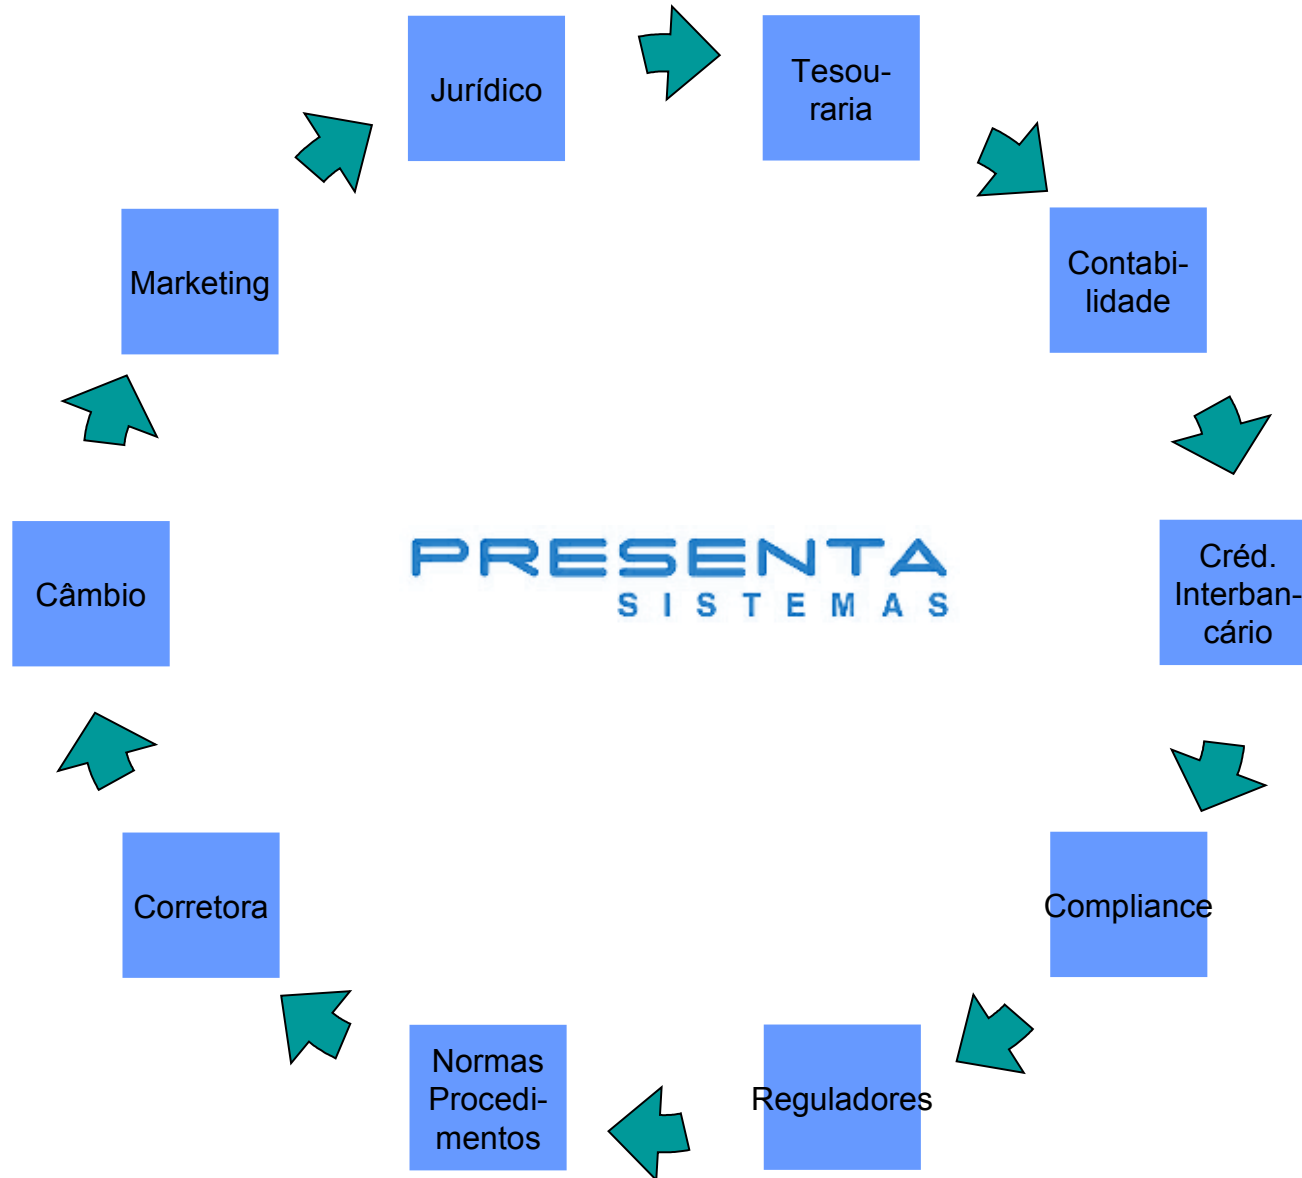 Jurídico
Tesou-
raria
Contabi-
lidade
Créd.
Interban-
cário
Compliance
Reguladores
Normas
Procedi-
mentos
Corretora
Câmbio
Marketing
PRESENTA
SISTEMAS